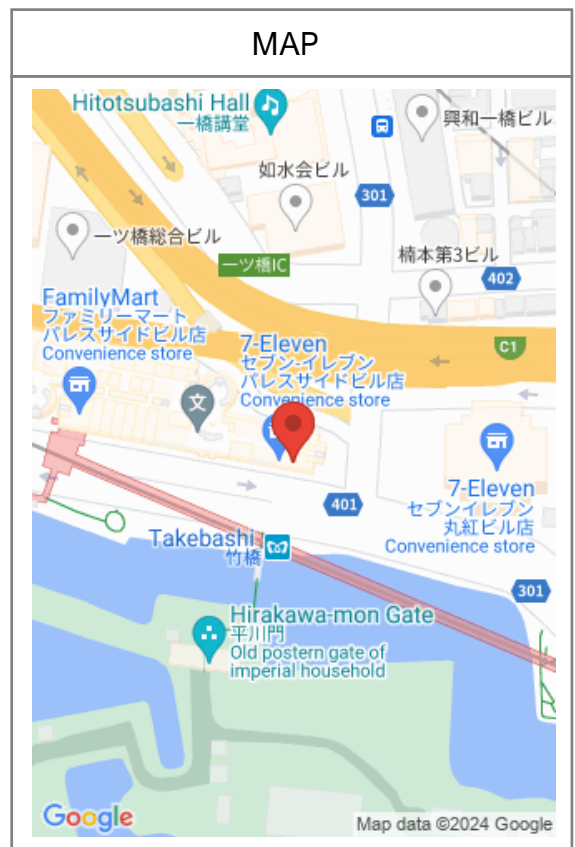 MAP
Hitotsubashi Hall
一橋講堂
興和一橋ビル
如水会ビル
301
一ツ橋総合ビル
楠本第3ビル
一ツ橋IC
402
FamilyMart
ファミリーマート
パレスサイドビル店
Convenience store
7-Eleven
セブン-イレブン
パレスサイドビル店
Convenience store
C1
文
401
7-Eleven
セブンイレブン
丸紅ビル店
Convenience store
Takebashi
竹橋
301
Hirakawa-mon Gate
平川門
Old postern gate of
imperial household
Google
Map data ©2024 Google